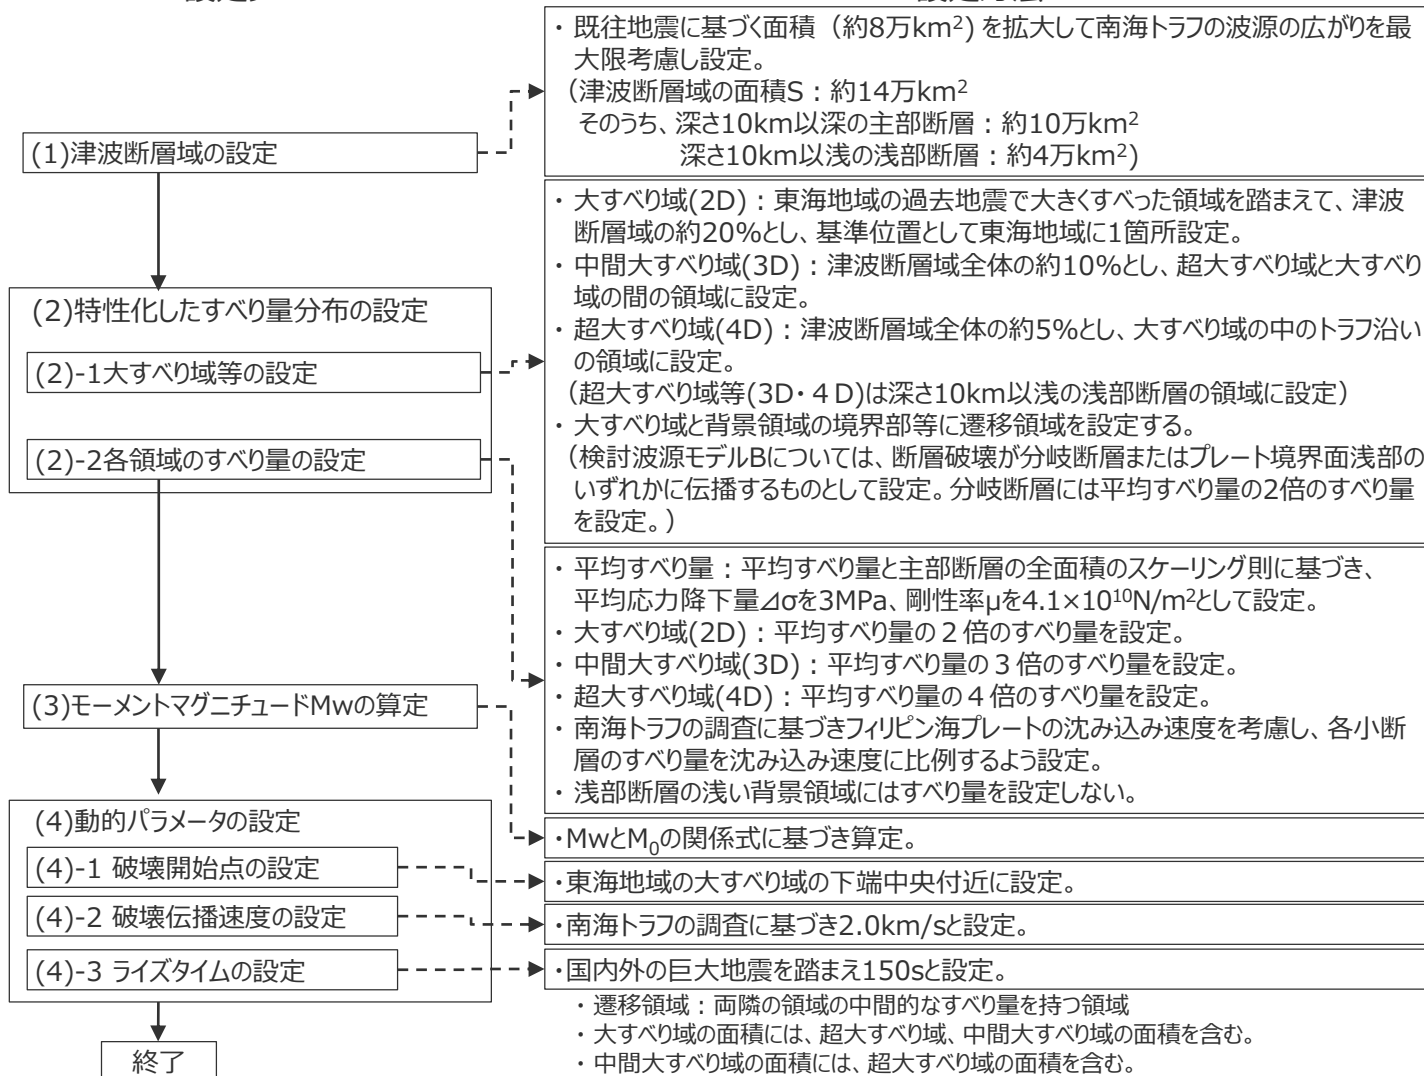 (1)津波断層域の設定
(2)特性化したすべり量分布の設定
(2)-1大すべり域等の設定
(2)-2各領域のすべり量の設定
(3)モーメントマグニチュードMwの算定
(4)動的パラメータの設定
(4)-1 破壊開始点の設定
(4)-2 破壊伝播速度の設定
(4)-3 ライズタイムの設定
終了
・ 既往地震に基づく面積（約8万km²) を拡大して南海トラフの波源の広がりを最
大限考慮し設定。
（津波断層域の面積S：約14万km²
そのうち、深さ10km以深の主部断層：約10万km²
深さ10km以浅の浅部断層：約4万km²)
・ 大すべり域(2D)：東海地域の過去地震で大きくすべった領域を踏まえて、津波
断層域の約20%とし、基準位置として東海地域に1箇所設定。
・ 中間大すべり域(3D)：津波断層域全体の約10%とし、超大すべり域と大すべり
域の間の領域に設定。
・ 超大すべり域(4D)：津波断層域全体の約5%とし、大すべり域の中のトラフ沿い
の領域に設定。
（超大すべり域等(3D・４D)は深さ10km以浅の浅部断層の領域に設定）
・ 大すべり域と背景領域の境界部等に遷移領域を設定する。
（検討波源モデルBについては、断層破壊が分岐断層またはプレート境界面浅部の
いずれかに伝播するものとして設定。分岐断層には平均すべり量の2倍のすべり量
を設定。）
・ 平均すべり量：平均すべり量と主部断層の全面積のスケーリング則に基づき、
平均応力降下量⊿σを3MPa、剛性率μを4.1×10¹⁰N/m²として設定。
・ 大すべり域(2D)：平均すべり量の２倍のすべり量を設定。
・ 中間大すべり域(3D)：平均すべり量の３倍のすべり量を設定。
・ 超大すべり域(4D)：平均すべり量の４倍のすべり量を設定。
・ 南海トラフの調査に基づきフィリピン海プレートの沈み込み速度を考慮し、各小断
層のすべり量を沈み込み速度に比例するよう設定。
・ 浅部断層の浅い背景領域にはすべり量を設定しない。
・MwとM₀の関係式に基づき算定。
・東海地域の大すべり域の下端中央付近に設定。
・南海トラフの調査に基づき2.0km/sと設定。
・国内外の巨大地震を踏まえ150sと設定。
・ 遷移領域：両隣の領域の中間的なすべり量を持つ領域
・ 大すべり域の面積には、超大すべり域、中間大すべり域の面積を含む。
・ 中間大すべり域の面積には、超大すべり域の面積を含む。